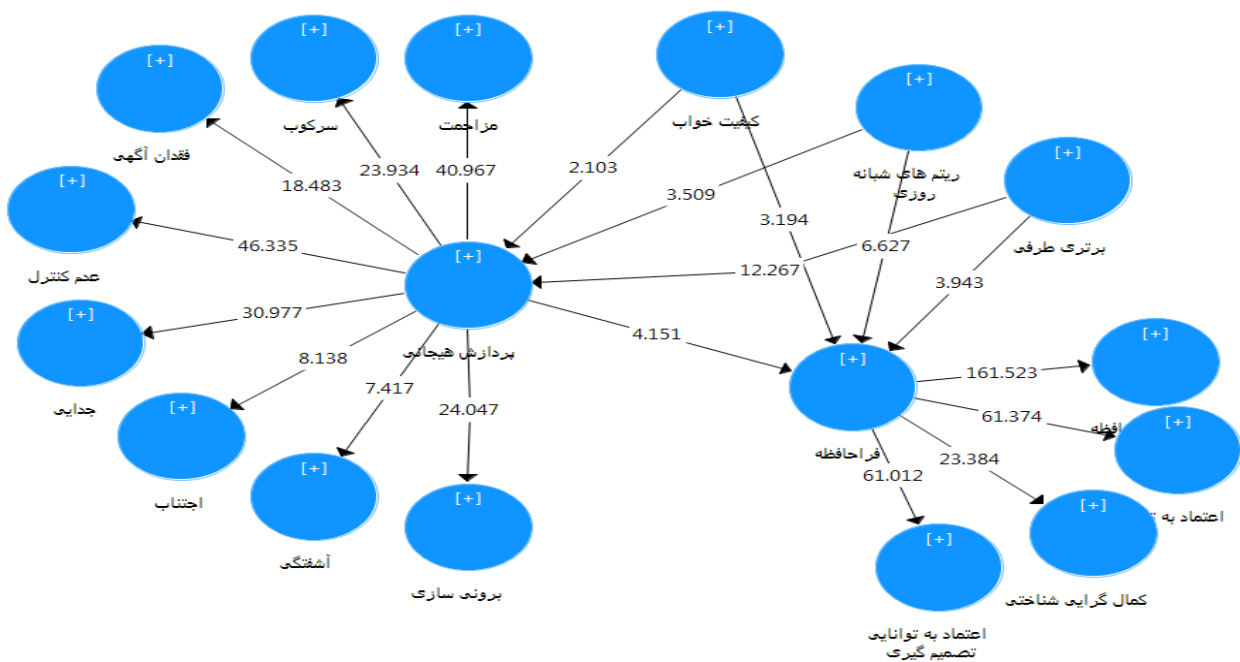 [+]
[+]
[+]
[+]
[+]
[+]
سرکوب
مزاحمت
کیفیت خواب
فقدان آگهی
ریتم های شبانه
روزی
[+]
18.483
23.934
40.967
2.103
3.509
3.194
برتری طرفی
46.335
[+]
12.267
6.627
3.943
عدم کنترل
[+]
30.977
4.151
پردازش هیجانی
[+]
[+]
جدایی
8.138
7.417
24.047
161.523
61.374
[+]
[+]
فراحافظه
23.384
61.012
[+]
[+]
اجتناب
اعتماد به
[+]
[+]
آشفتگی
برونی سازی
کمال گرایی شناختی
اعتماد به توانایی
تصمیم گیری